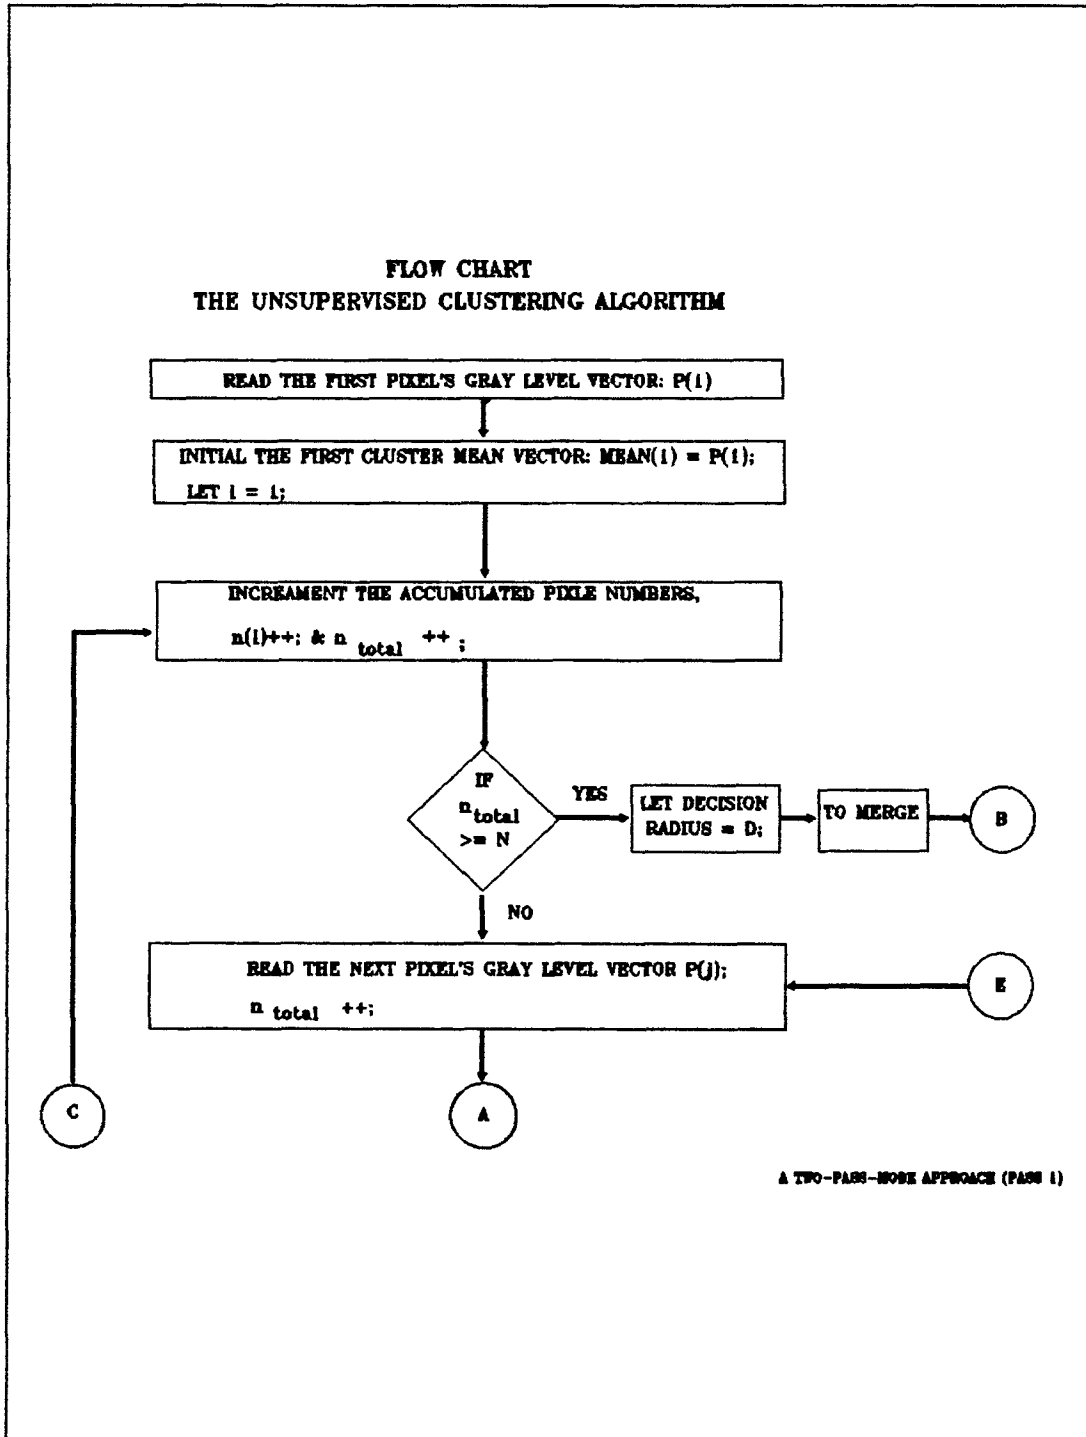 FLOW CHART
THE UNSUPERVISED CLUSTERING ALGORITHM
READ THE FIRST PIXEL'S GRAY LEVEL VECTOR: P(1)
INITIAL THE FIRST CLUSTER MEAN VECTOR: MEAN(1) = P(1);
LET i = 1;
INCREAMENT THE ACCUMULATED PIXLE NUMBERS,
n(i)++; & n total ++ ;
IF
n total
>= N
YES
LET DECISION
RADIUS = D;
TO MERGE
B
NO
READ THE NEXT PIXEL'S GRAY LEVEL VECTOR P(j);
n total ++;
E
C
A
A TWO-PASS-MODE APPROACH (PASS 1)